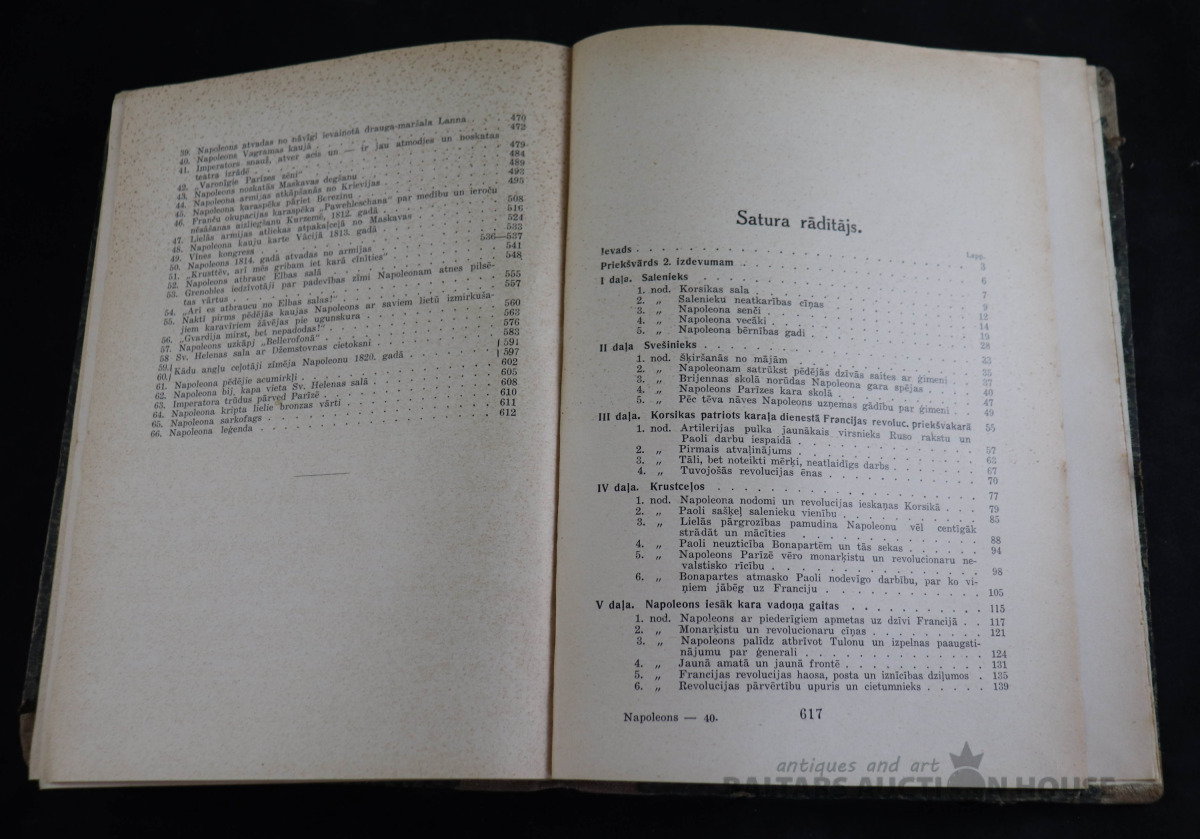 39. Napoleons atvadas no nāvīgi ievainotā drauga-maršala Lanna 470
40. Napoleons Vagramas kaujā 472
41. Imperators snauž, atver acis un — ir jau atmodies un noskatas
teatra izrādē 479
42. „Varonīgie Parizes zēni" 484
43. Napoleons noskatās Maskavas degšanu 489
44. Napoleona armijas atkāpšanās no Krievijas 493
45. Napoleona karaspēks pāriet Berezinu 495
46. Franču okupacijas karaspēka „Pawehleschana" par medību un ieroču
nēsāšanas aizliegšanu Kurzemē, 1812. gadā 508
47. Lielās armijas atliekas atpakaļceļā no Maskavas 516
48. Napoleona kauju karte Vācijā 1813. gadā 524
49. Vīnes kongress 533
50. Napoleons 1814. gadā atvadas no armijas 536—537
51. „Krusttēv, arī mēs gribam iet karā cīnīties" 541
52. Napoleons atbrauc Elbas salā 548
53. Grenobles iedzīvotāji par padevības zīmi Napoleonam atnes pilsē-
tas vārtus 555
54. „Arī es atbraucu no Elbas salas!" 557
55. Naktī pirms pēdējās kaujas Napoleons ar saviem lietū izmirkuša-
jiem karavīriem žāvējas pie ugunskura 560
56. „Gvardija mirst, bet nepadodas!" 563
57. Napoleons uzkāpj „Bellerofonā" 576
58 Sv. Helenas sala ar Džemstovnas cietoksni 583
59.) 591
60.) Kādu angļu ceļotāji zīmēja Napoleonu 1820. gadā 597
61. Napoleona pēdējie acumirkļi 602
62. Napoleona bij. kapa vieta Sv. Helenas salā 605
63. Imperatora trūdus pārved Parīzē 608
64. Napoleona kripta lielie bronzas vārti 610
65. Napoleona sarkofags 611
66. Napoleona leģenda 612
Satura rādītājs.
Lapp.
Ievads 3
Priekšvārds 2. izdevumam 6
I daļa. Salenieks 7
1. nod. Korsikas sala 9
2. „ Salenieku neatkarības cīņas 12
3. „ Napoleona senči 14
4. „ Napoleona vecāki 19
5. „ Napoleona bērnības gadi 28
II daļa Svešinieks 33
1. nod. Šķiršanās no mājām 35
2. „ Napoleonam satrūkst pēdējās dzīvās saites ar ģimeni 37
3. „ Brijennas skolā norūdas Napoleona gara spējas 40
4. „ Napoleons Parīzes kara skolā 47
5. „ Pēc tēva nāves Napoleons uzņemas gādību par ģimeni 49
III daļa. Korsikas patriots karaļa dienestā Francijas revoluc. priekšvakarā 55
1. nod. Artilerijas pulka jaunākais virsnieks Ruso rakstu un
Paoli darbu iespaidā 57
2. „ Pirmais atvaļinājums 63
3. „ Tāli, bet noteikti mērķi, neatlaidīgs darbs 67
4. „ Tuvojošās revolucijas ēnas 70
IV daļa. Krustceļos 77
1. nod. Napoleona nodomi un revolucijas ieskaņas Korsikā 79
2. „ Paoli sašķeļ salenieku vienību 85
3. „ Lielās pārgrozības pamudina Napoleonu vēl centīgāk
strādāt un mācīties 88
4. „ Paoli neuzticība Bonapartēm un tās sekas 94
5. „ Napoleons Parīzē vēro monarķistu un revolucionaru ne-
valstisko rīcību 98
6. „ Bonapartes atmasko Paoli nodevīgo darbību, par ko vi-
ņiem jābēg uz Franciju 105
V daļa. Napoleons iesāk kara vadoņa gaitas 115
1. nod. Napoleons ar piederīgiem apmetas uz dzīvi Francijā 117
2. „ Monarķistu un revolucionaru cīņas 121
3. „ Napoleons palīdz atbrīvot Tulonu un izpelnas paaugsti-
nājumu par ģenerali 124
4. „ Jaunā amatā un jaunā frontē 131
5. „ Francijas revolucijas haosa, posta un iznīcības dziļumos 135
6. „ Revolucijas pārvērtību upuris un cietumnieks 139
Napoleons — 40. 617
antiques and art
BALTARS AUCTION HOUSE